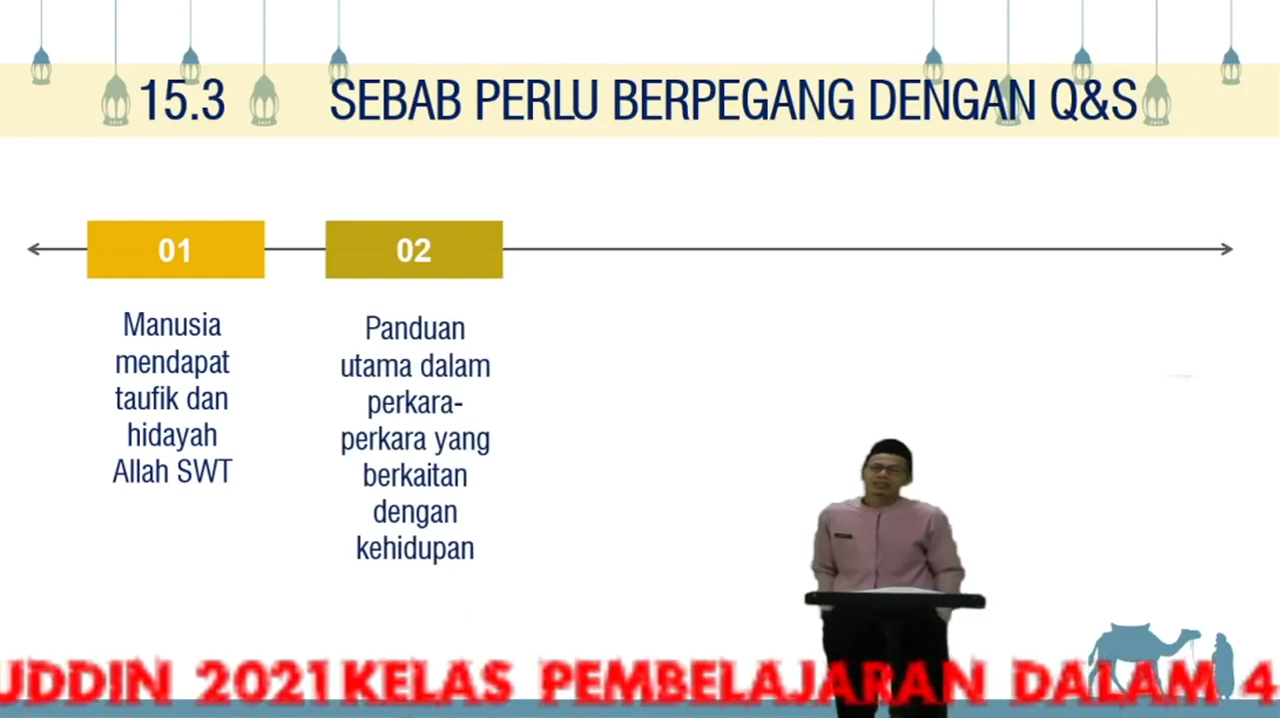 15.3 SEBAB PERLU BERPEGANG DENGAN Q&S
01
Manusia
mendapat
taufik dan
hidayah
Allah SWT
02
Panduan
utama dalam
perkara-
perkara yang
berkaitan
dengan
kehidupan
UDDIN 2021 KELAS PEMBELAJARAN DALAM 4